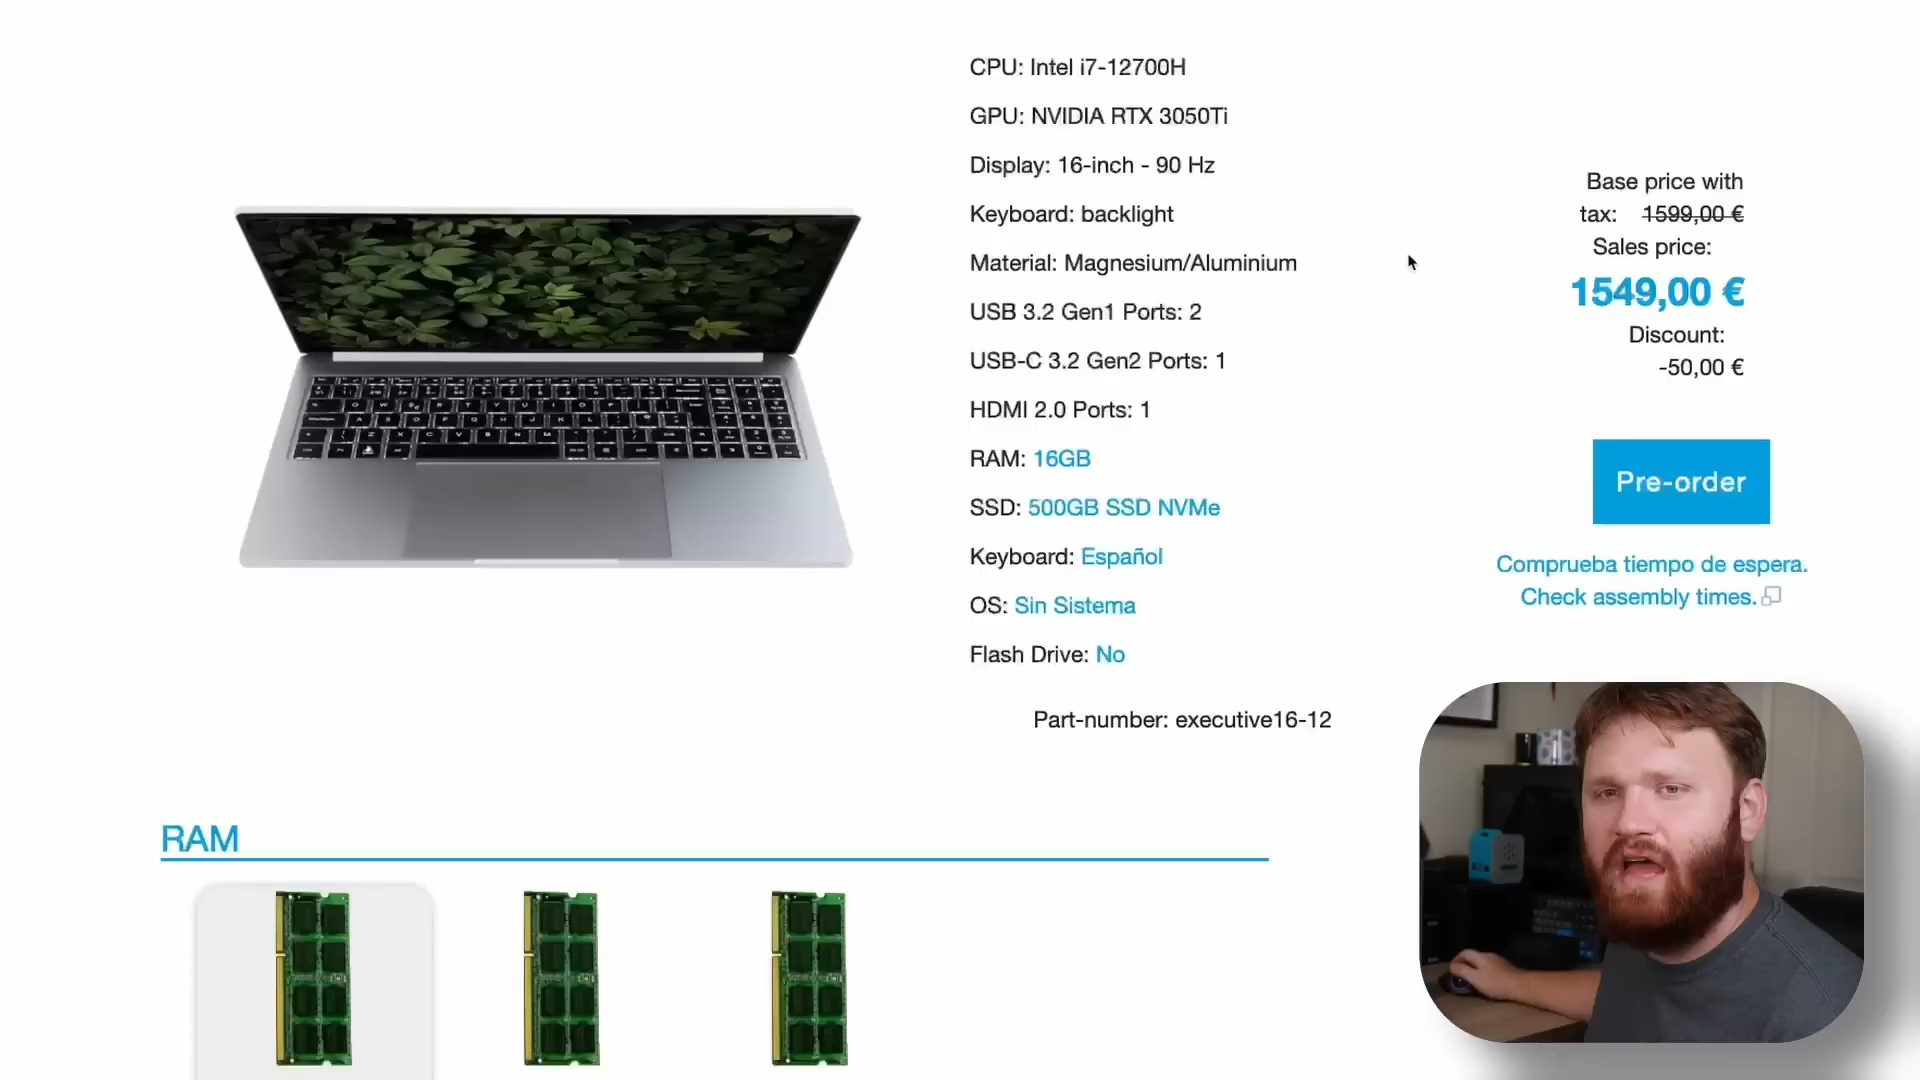 CPU: Intel i7-12700H
GPU: NVIDIA RTX 3050Ti
Display: 16-inch - 90 Hz
Keyboard: backlight
Material: Magnesium/Aluminium
USB 3.2 Gen1 Ports: 2
USB-C 3.2 Gen2 Ports: 1
HDMI 2.0 Ports: 1
RAM: 16GB
SSD: 500GB SSD NVMe
Keyboard: Español
OS: Sin Sistema
Flash Drive: No
Part-number: executive16-12
Base price with
tax: 1599,00 €
Sales price:
1549,00 €
Discount:
-50,00 €
Pre-order
Comprueba tiempo de espera.
Check assembly times.
RAM